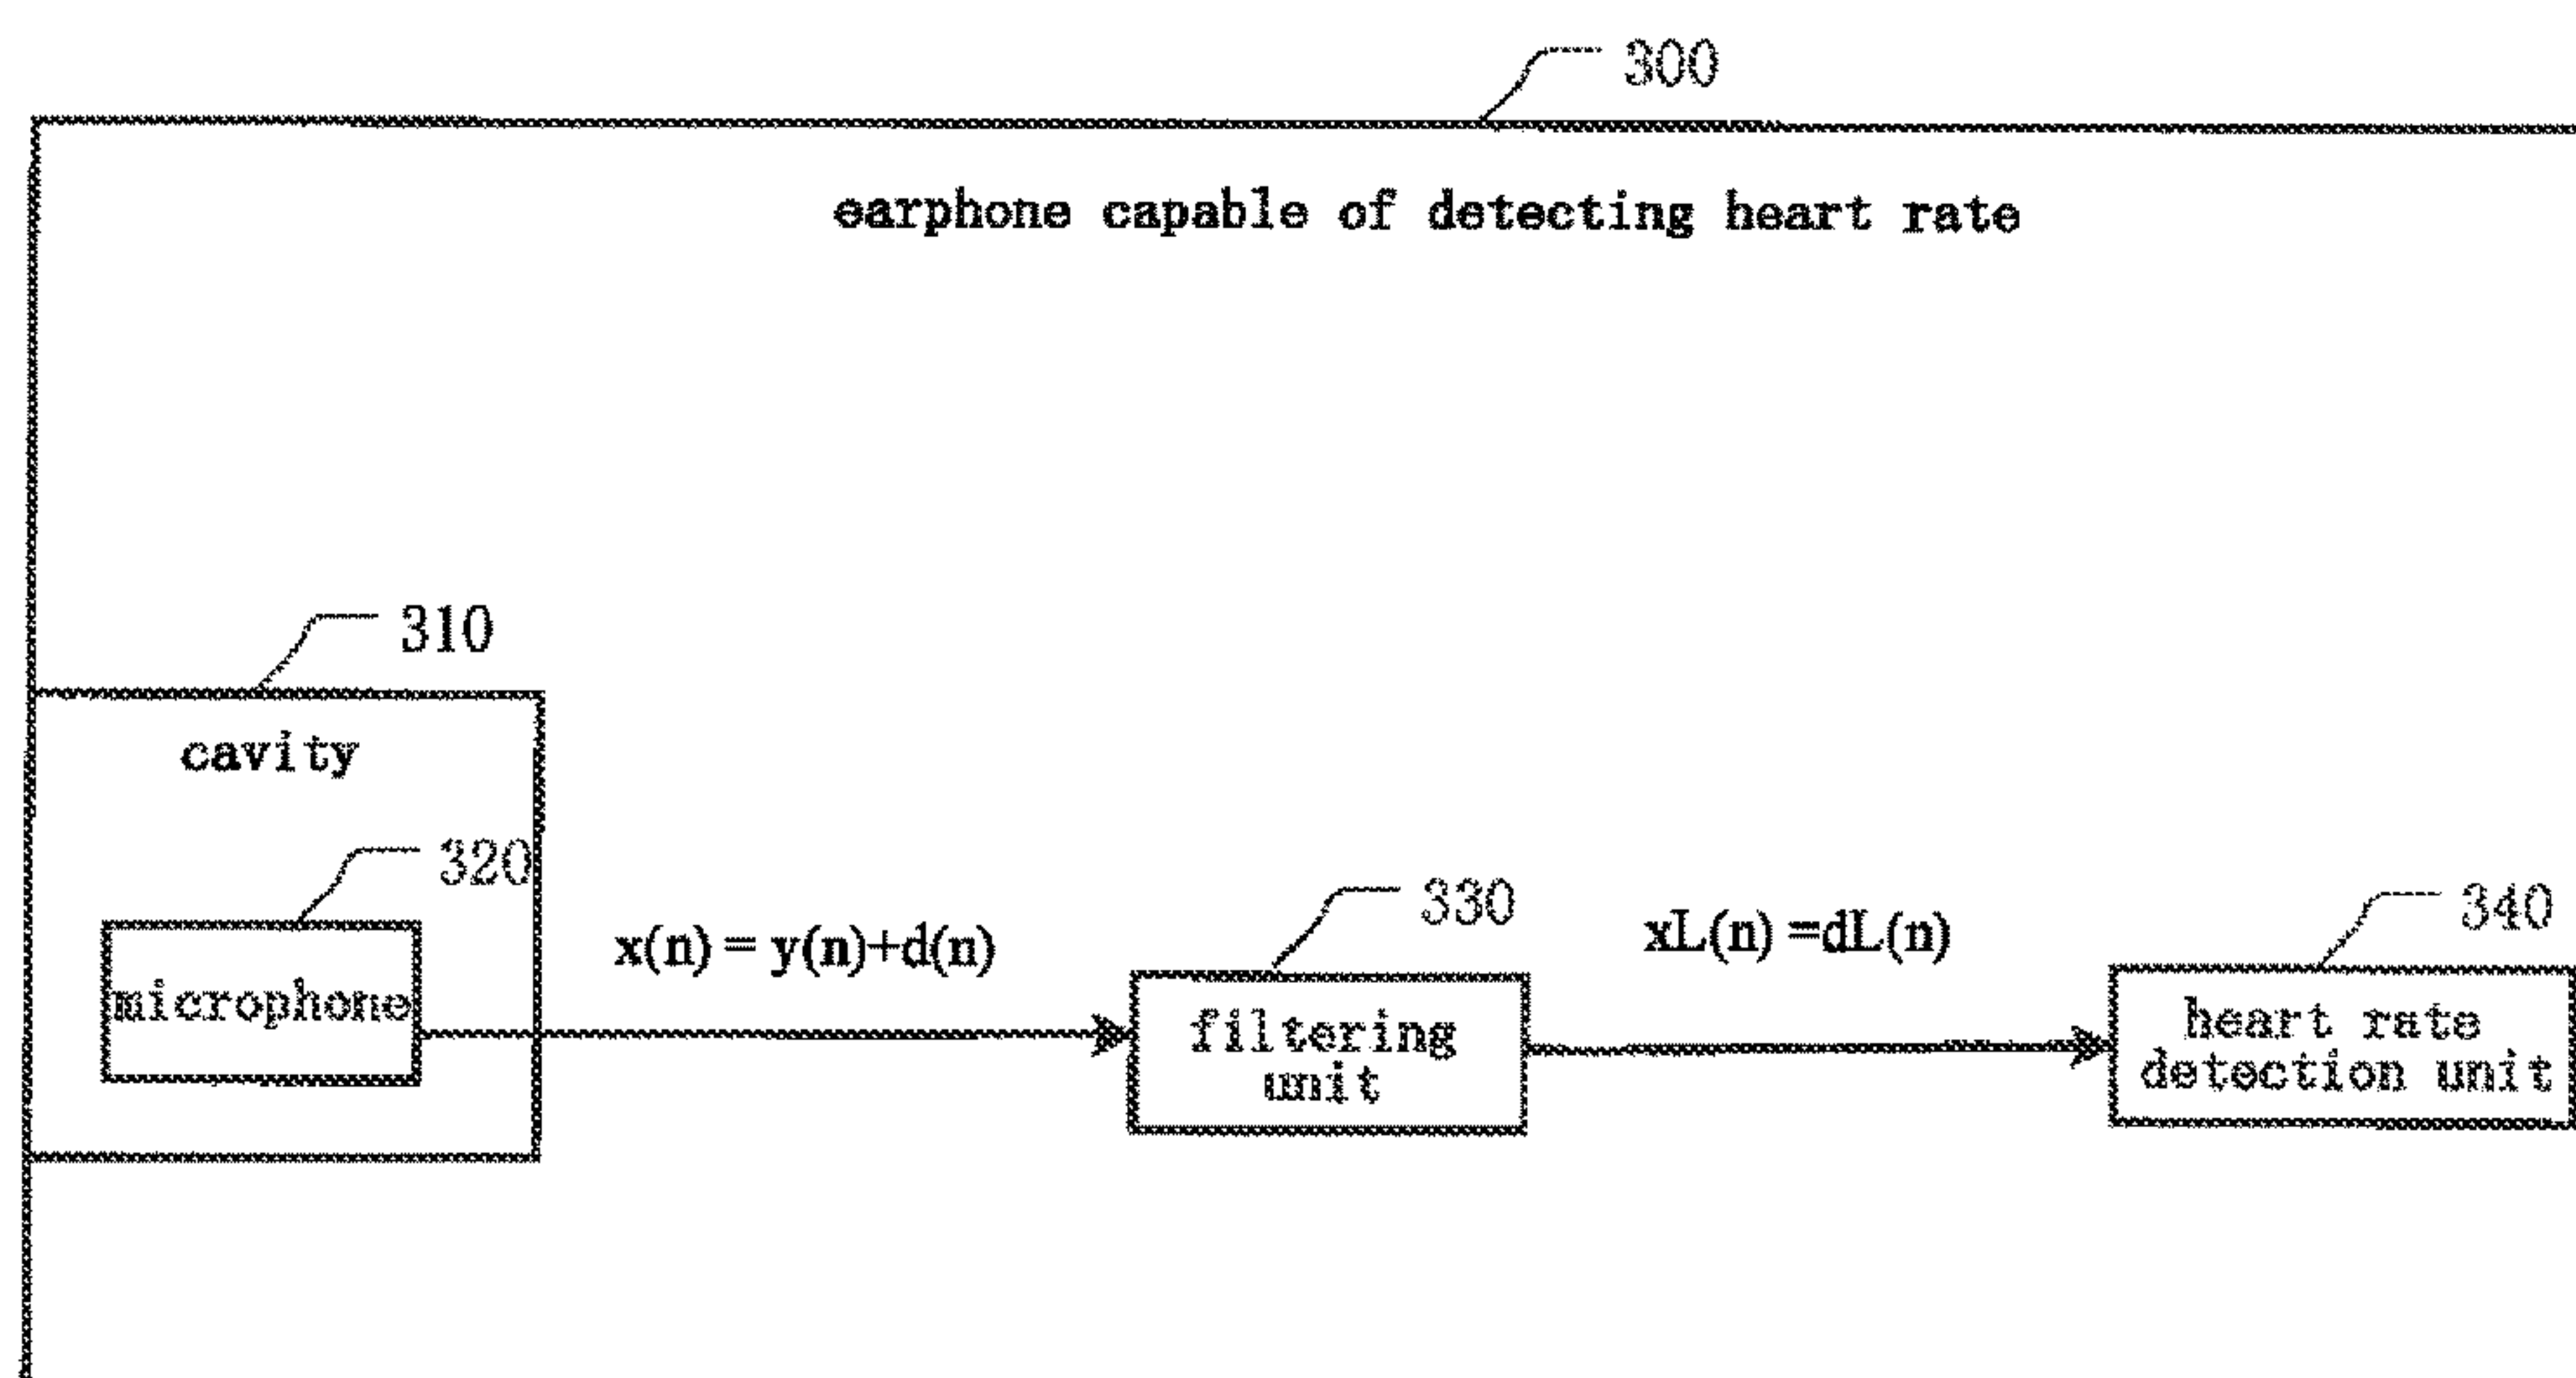 300
earphone capable of detecting heart rate
310
cavity
320
microphone
x(n) = y(n)+d(n)
330
filtering
unit
xL(n) =dL(n)
340
heart rate
detection unit